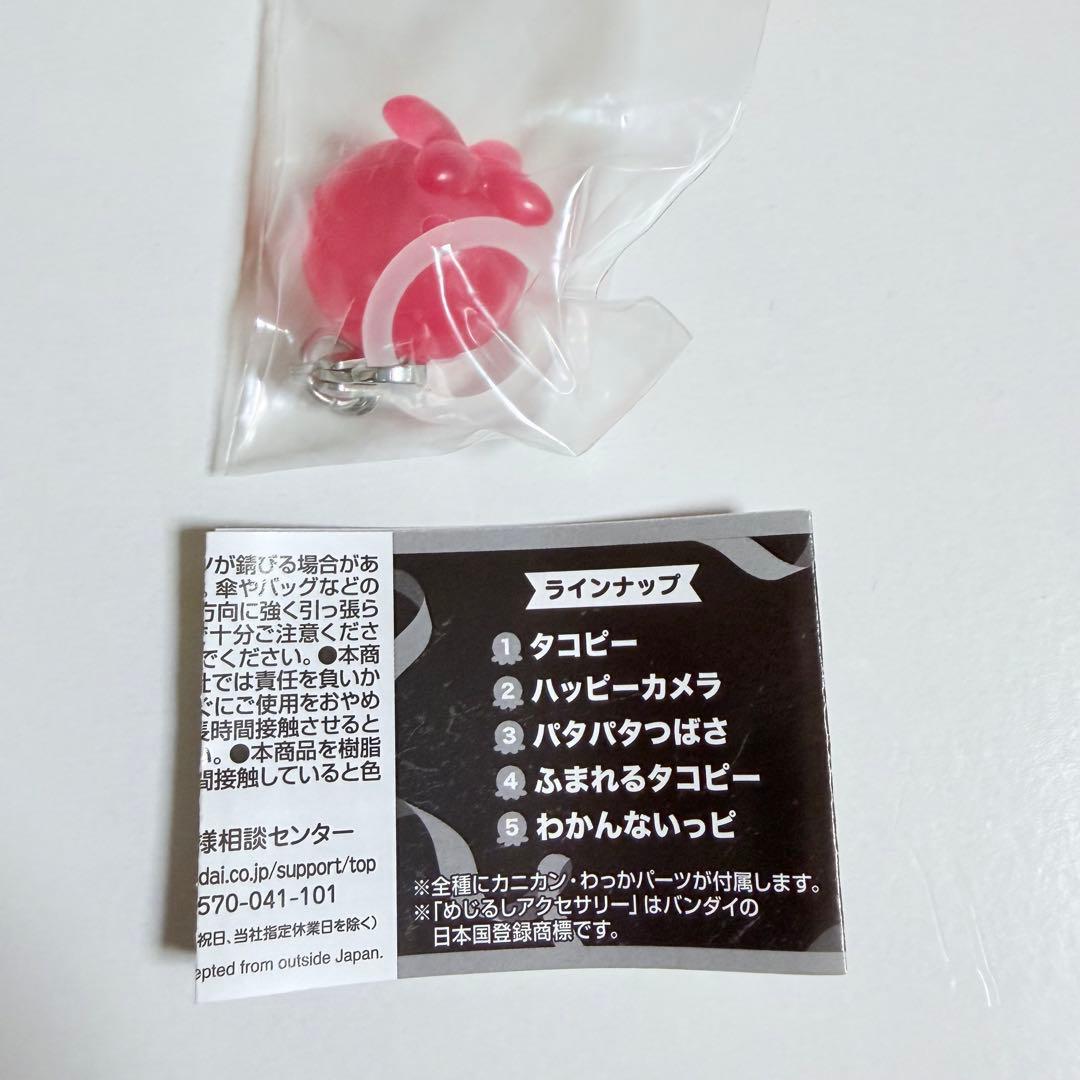 ツが錆びる場合があ
。傘やバッグなどの
方向に強く引っ張ら
で十分ご注意くださ
でください。●本商
社では責任を負いか
ぐにご使用をおやめ
長時間接触させると
い。●本商品を樹脂
間接触していると色
様相談センター
dai.co.jp/support/top
570-041-101
祝日、当社指定休業日を除く)
epted from outside Japan.
ラインナップ
1 タコピー
2 ハッピーカメラ
3 パタパタつばさ
4 ふまれるタコピー
5 わかんないっピ
※全種にカニカン・わっかパーツが付属します。
※「めじるしアクセサリー」はバンダイの
日本国登録商標です。